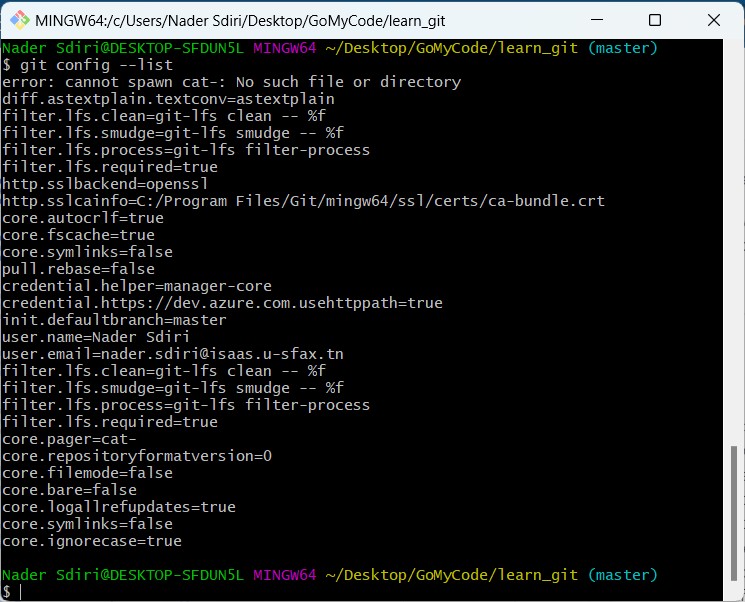 MINGW64:/c/Users/Nader Sdiri/Desktop/GoMyCode/learn_git
Nader Sdiri@DESKTOP-SFDUN5L MINGW64 ~/Desktop/GoMyCode/learn_git (master)
$ git config --list
error: cannot spawn cat-: No such file or directory
diff.astextplain.textconv=astextplain
filter.lfs.clean=git-lfs clean -- %f
filter.lfs.smudge=git-lfs smudge -- %f
filter.lfs.process=git-lfs filter-process
filter.lfs.required=true
http.sslbackend=openssl
http.sslcainfo=C:/Program Files/Git/mingw64/ssl/certs/ca-bundle.crt
core.autocrlf=true
core.fscache=true
core.symlinks=false
pull.rebase=false
credential.helper=manager-core
credential.https://dev.azure.com.usehttppath=true
init.defaultbranch=master
user.name=Nader Sdiri
user.email=nader.sdiri@isaas.u-sfax.tn
filter.lfs.clean=git-lfs clean -- %f
filter.lfs.smudge=git-lfs smudge -- %f
filter.lfs.process=git-lfs filter-process
filter.lfs.required=true
core.pager=cat-
core.repositoryformatversion=0
core.filemode=false
core.bare=false
core.logallrefupdates=true
core.symlinks=false
core.ignorecase=true
Nader Sdiri@DESKTOP-SFDUN5L MINGW64 ~/Desktop/GoMyCode/learn_git (master)
$